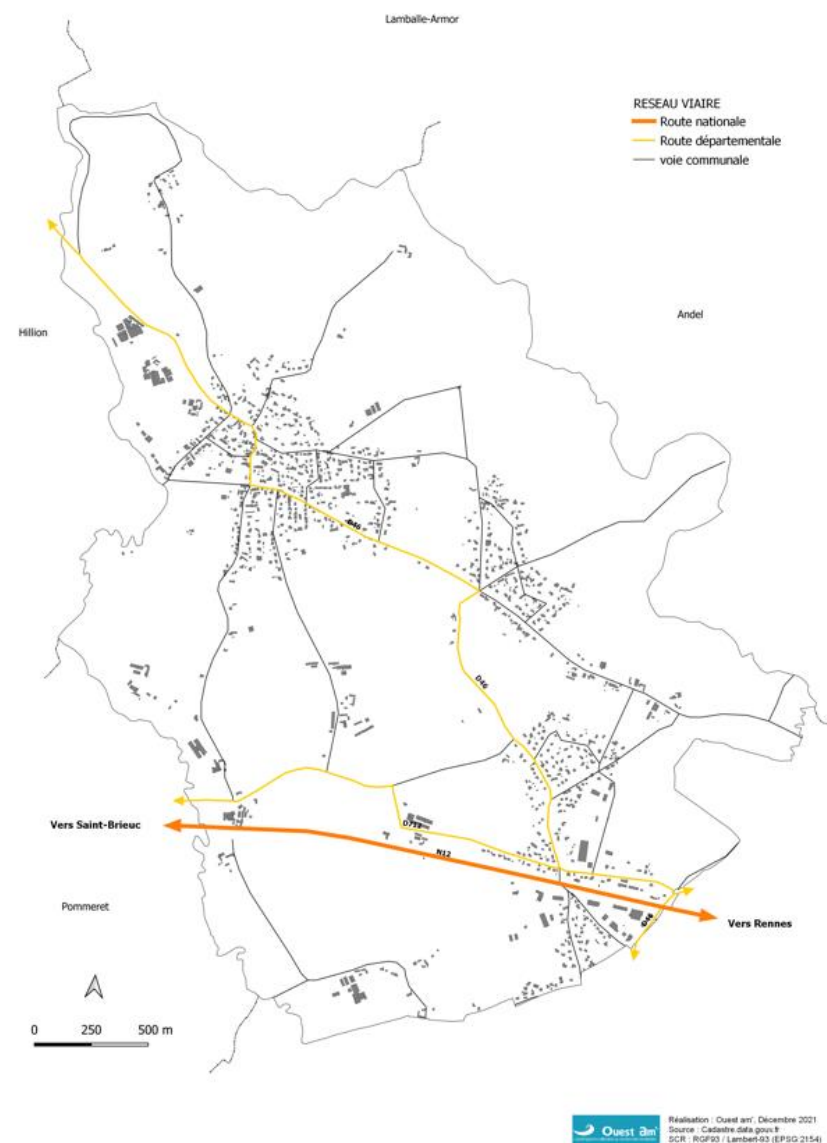 Lamballe-Armor
RESEAU VIAIRE
Route nationale
Route départementale
voie communale
Hillion
Andel
D46
D46
Vers Saint-Brieuc
D712
N12
Pommeret
D46
Vers Rennes
0 250 500 m
Ouest am'
Réalisation : Ouest am', Décembre 2021
Source : Cadastre.data.gouv.fr
SCR : RGF93 / Lambert-93 (EPSG 2154)